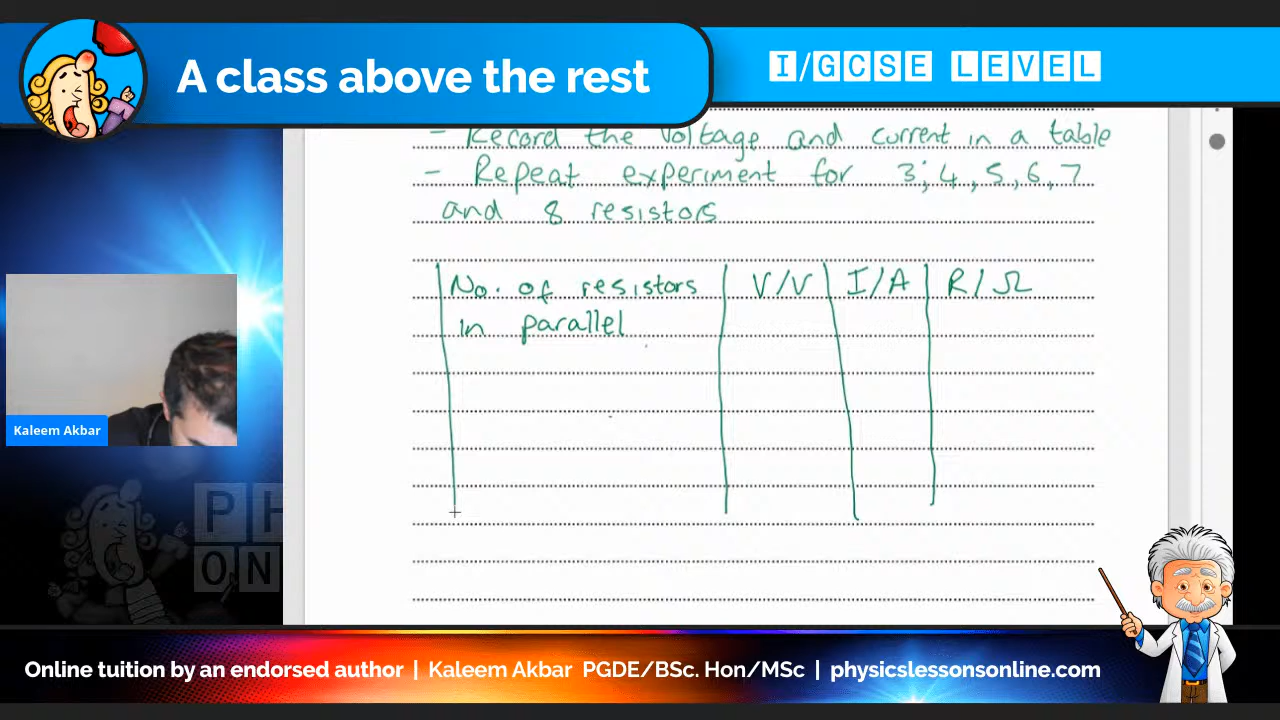 A class above the rest
I/GCSE LEVEL
- Record the voltage and current in a table
- Repeat experiment for 3, 4, 5, 6, 7
and 8 resistors
No. of resistors V/V I/A R/Ω
in parallel
Kaleem Akbar
PH
ON
Online tuition by an endorsed author | Kaleem Akbar PGDE/BSc. Hon/MSc | physicslessonsonline.com